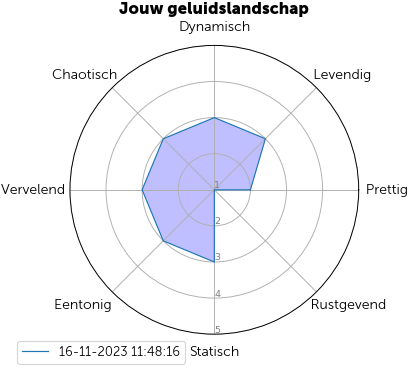 Jouw geluidslandschap
Dynamisch
Chaotisch
Levendig
Vervelend
Prettig
1
2
3
4
5
Eentonig
Rustgevend
Statisch
16-11-2023 11:48:16